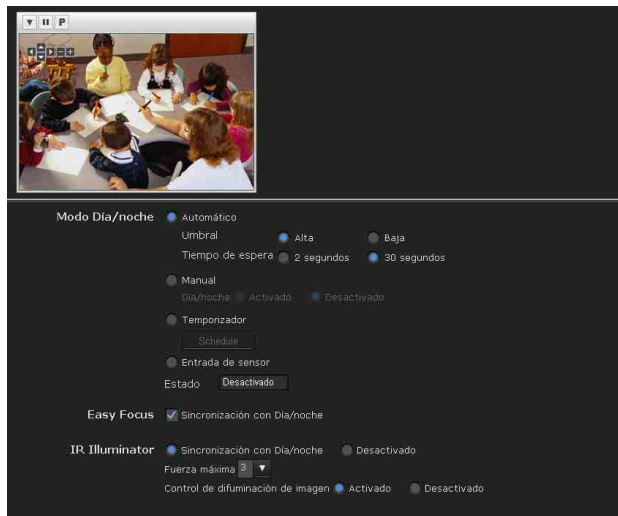 P
Modo Día/noche Automático
Umbral Alta Baja
Tiempo de espera 2 segundos 30 segundos
Manual
Día/noche Activado Desactivado
Temporizador
Schedule
Entrada de sensor
Estado Desactivado
Easy Focus Sincronización con Día/noche
IR Illuminator Sincronización con Día/noche Desactivado
Fuerza máxima 3
Control de difuminación de imagen Activado Desactivado